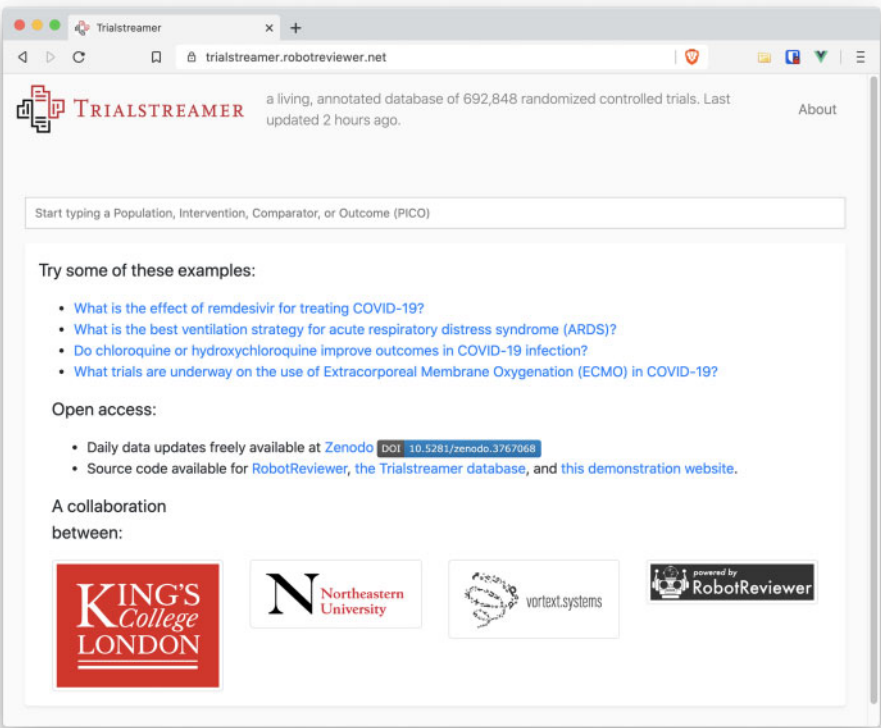 Trialstreamer
trialstreamer.robotreviewer.net
TRIALSTREAMER
a living, annotated database of 692,848 randomized controlled trials. Last
updated 2 hours ago.
About
Start typing a Population, Intervention, Comparator, or Outcome (PICO)
Try some of these examples:
• What is the effect of remdesivir for treating COVID-19?
• What is the best ventilation strategy for acute respiratory distress syndrome (ARDS)?
• Do chloroquine or hydroxychloroquine improve outcomes in COVID-19 infection?
• What trials are underway on the use of Extracorporeal Membrane Oxygenation (ECMO) in COVID-19?
Open access:
• Daily data updates freely available at Zenodo DOI 10.5281/zenodo.3767068
• Source code available for RobotReviewer, the Trialstreamer database, and this demonstration website.
A collaboration
between:
KING'S
College
LONDON
N Northeastern
University
vortext.systems
powered by
RobotReviewer